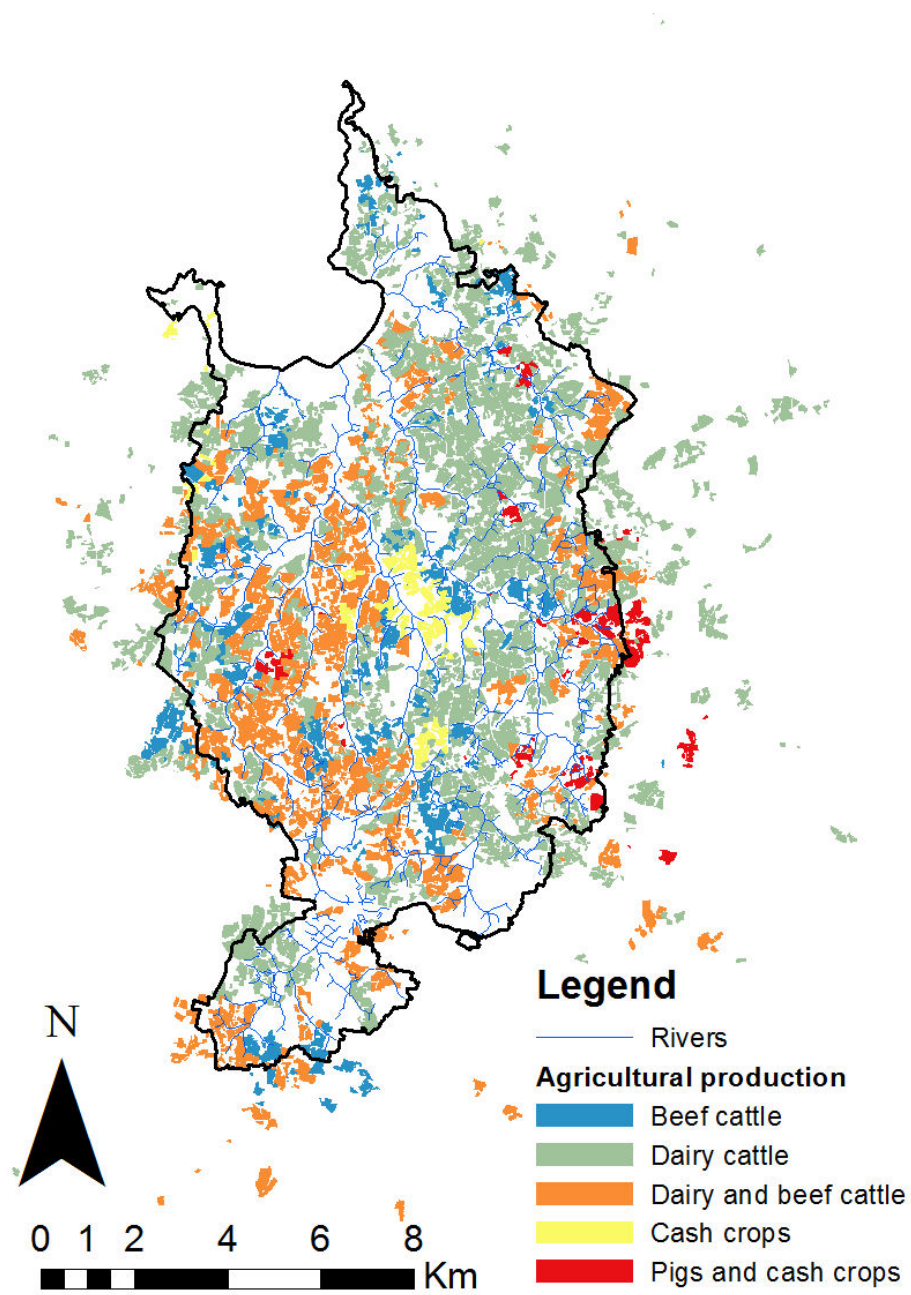 Legend
N
Rivers
Agricultural production
Beef cattle
Dairy cattle
Dairy and beef cattle
0 1 2 4 6 8
Cash crops
Km
Pigs and cash crops